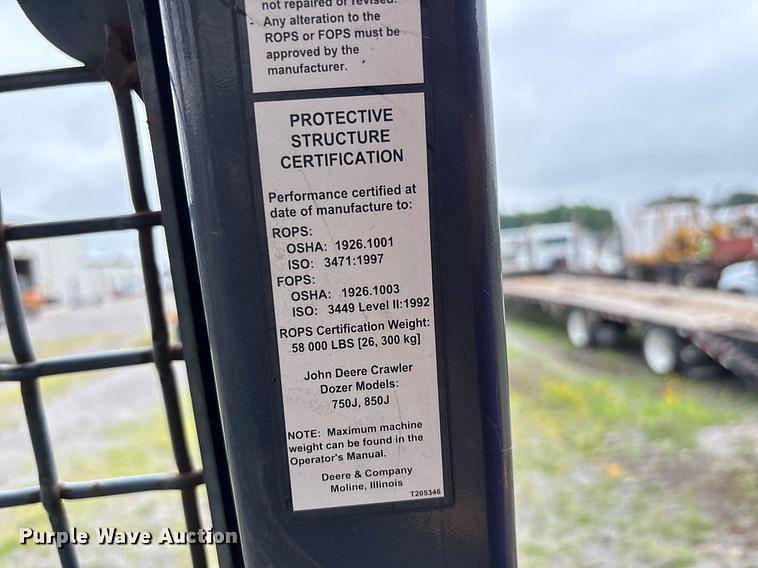 not repaired or revised.
Any alteration to the
ROPS or FOPS must be
approved by the
manufacturer.
PROTECTIVE
STRUCTURE
CERTIFICATION
Performance certified at
date of manufacture to:
ROPS:
OSHA: 1926.1001
ISO: 3471:1997
FOPS:
OSHA: 1926.1003
ISO: 3449 Level II:1992
ROPS Certification Weight:
58 000 LBS [26, 300 kg]
John Deere Crawler
Dozer Models:
750J, 850J
NOTE: Maximum machine
weight can be found in the
Operator's Manual.
Deere & Company
Moline, Illinois
T205346
Purple Wave Auction